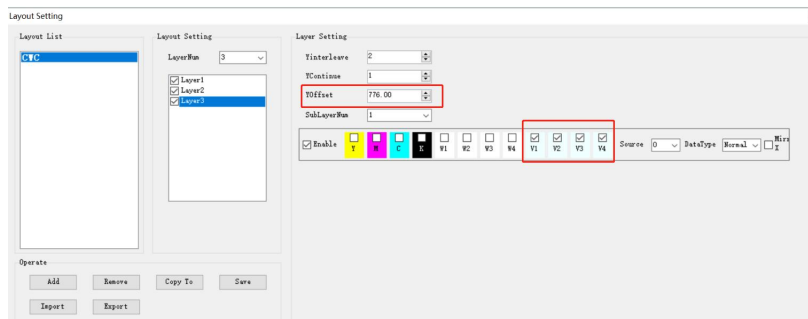 Layout Setting
Layout List
CWC
Layout Setting
LayerNum 3
Layer1
Layer2
Layer3
Layer Setting
Yinterleave 2
YContinue 1
YOffset 776.00
SubLayerNum 1
Enable Y M C K W1 W2 W3 W4 V1 V2 V3 V4 Source 0 DataType Normal Mirr X
Operate
Add Remove Copy To Save
Import Export